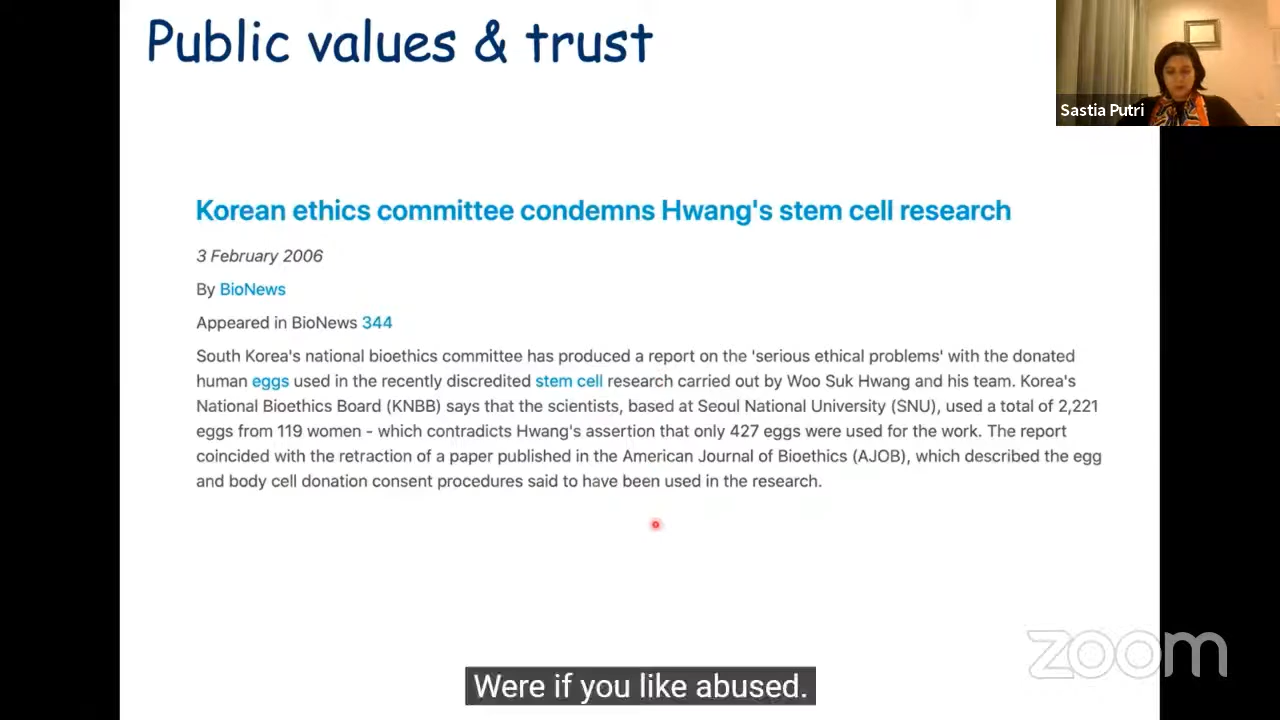 Public values & trust
Sastia Putri
Korean ethics committee condemns Hwang's stem cell research
3 February 2006
By BioNews
Appeared in BioNews 344
South Korea's national bioethics committee has produced a report on the 'serious ethical problems' with the donated
human eggs used in the recently discredited stem cell research carried out by Woo Suk Hwang and his team. Korea's
National Bioethics Board (KNBB) says that the scientists, based at Seoul National University (SNU), used a total of 2,221
eggs from 119 women - which contradicts Hwang's assertion that only 427 eggs were used for the work. The report
coincided with the retraction of a paper published in the American Journal of Bioethics (AJOB), which described the egg
and body cell donation consent procedures said to have been used in the research.
zoom
Were if you like abused.